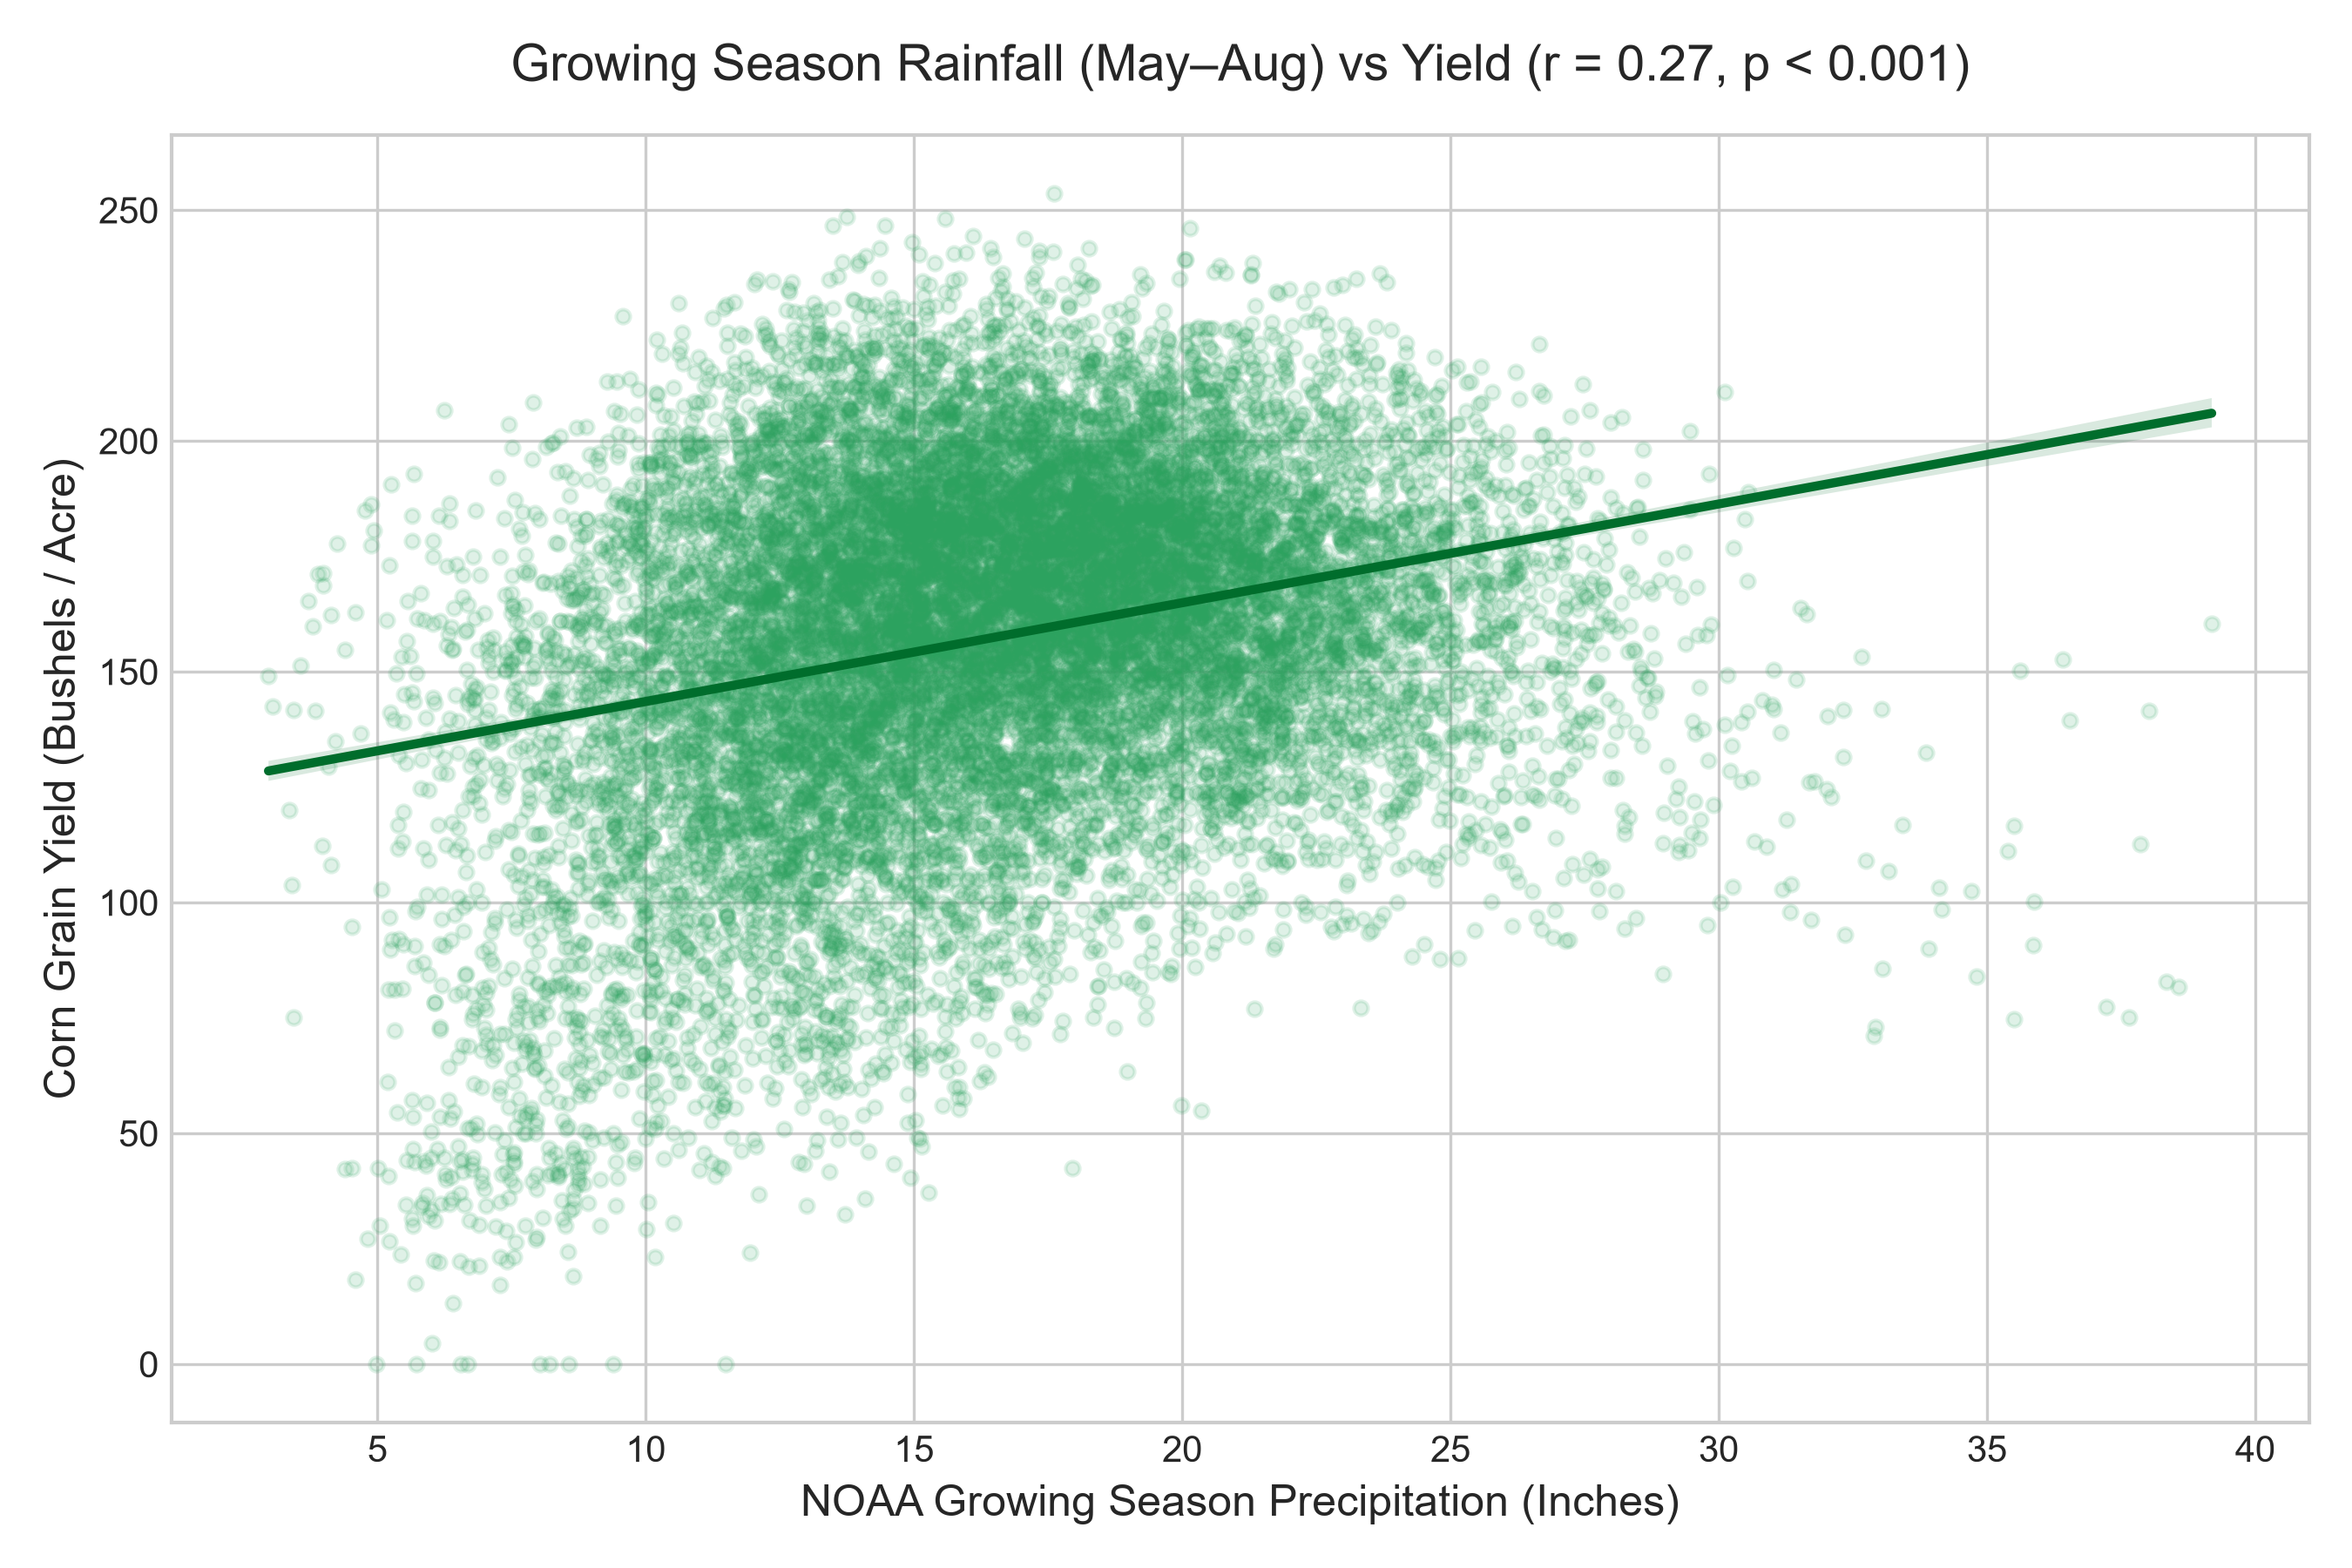 Growing Season Rainfall (May–Aug) vs Yield (r = 0.27, p < 0.001)
Corn Grain Yield (Bushels / Acre)
250
200
150
100
50
0
5 10 15 20 25 30 35 40
NOAA Growing Season Precipitation (Inches)